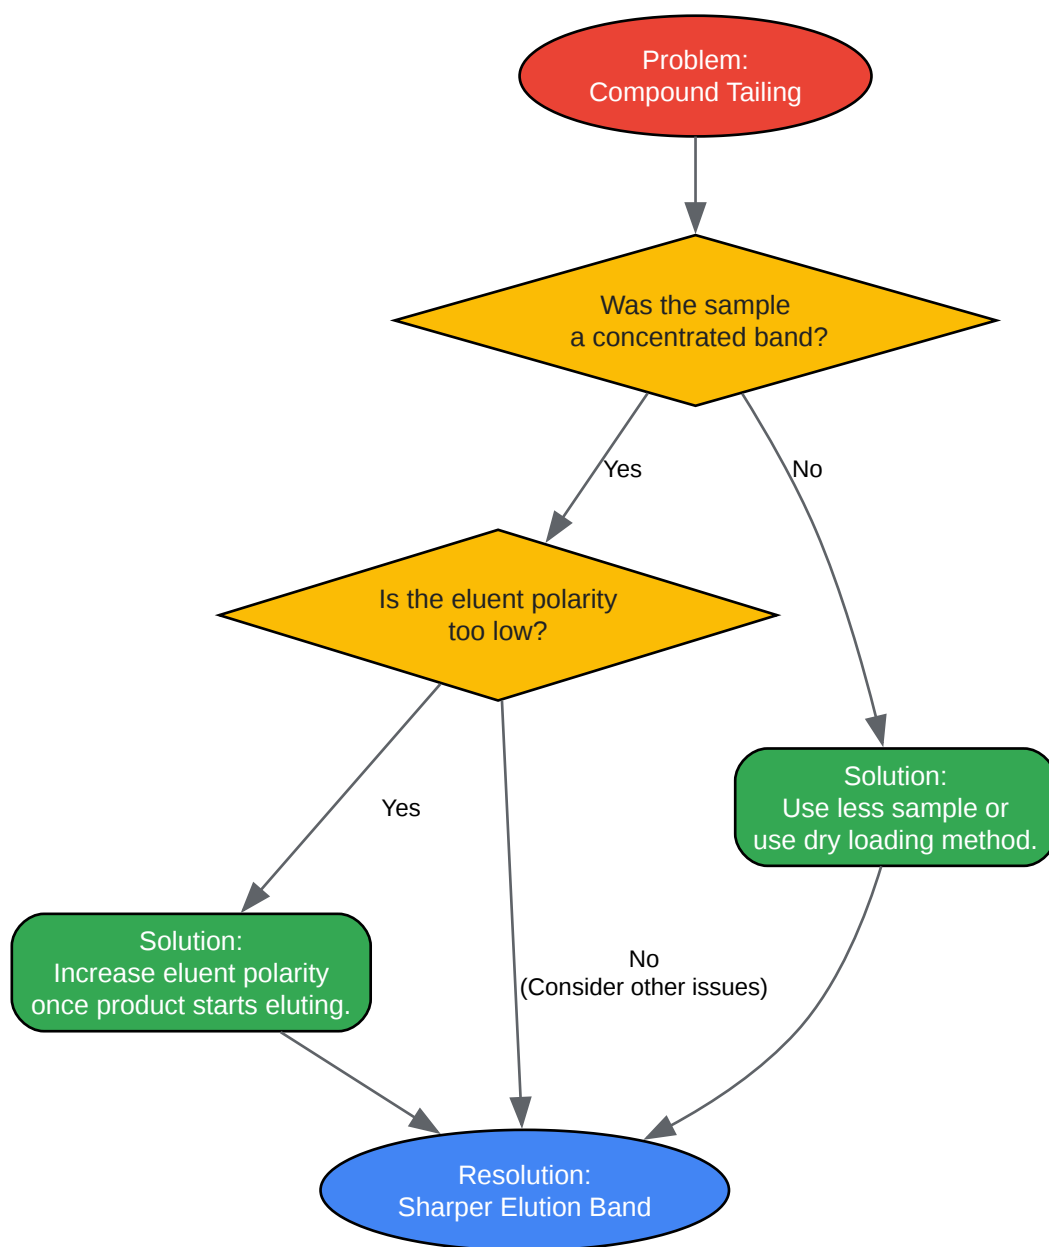 Problem:
Compound Tailing
Was the sample
a concentrated band?
Yes
No
Is the eluent polarity
too low?
Solution:
Use less sample or
use dry loading method.
Yes
Solution:
Increase eluent polarity
once product starts eluting.
No
(Consider other issues)
Resolution:
Sharper Elution Band